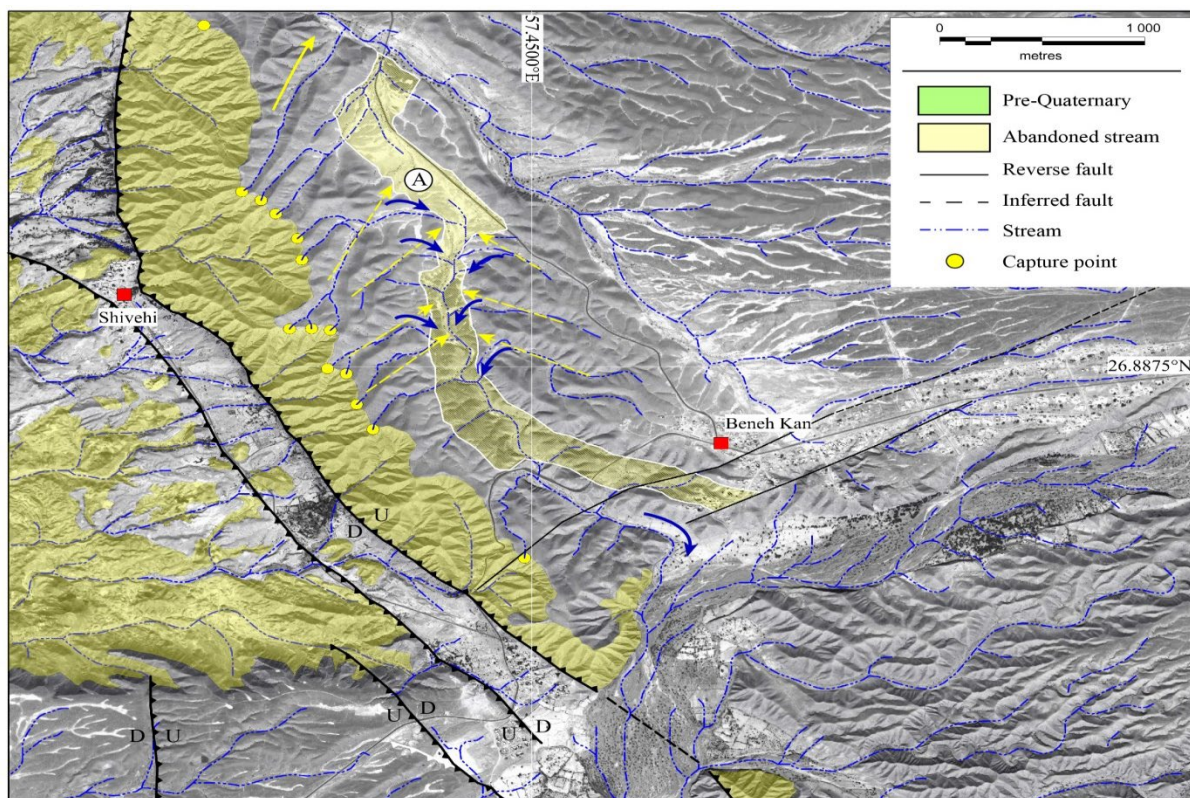 0
1 000
metres
Pre-Quaternary
Abandoned stream
Reverse fault
Inferred fault
Stream
Capture point
57.4500°E
A
Shivehi
26.8875°N
Beneh Kan
D
U
D
U
U
D
U
D